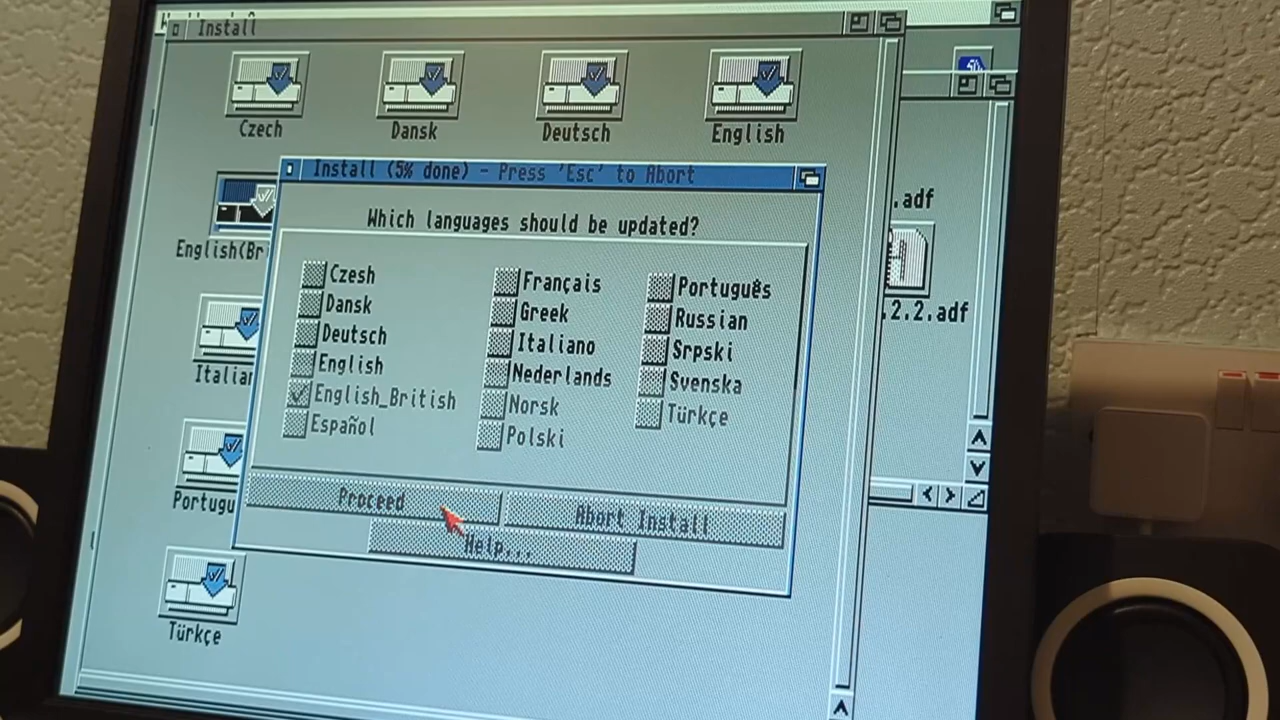 Install
Czech
Dansk
Deutsch
English
Install (5% done) - Press 'Esc' to Abort
Which languages should be updated?
English(Br
.adf
Czesh
Français
Português
Dansk
Greek
Russian
.2.2.adf
Deutsch
Italiano
Srpski
English
Nederlands
Svenska
Italian
English_British
Norsk
Türkçe
Español
Polski
Portugu
Proceed
Abort Install
Help...
Türkçe